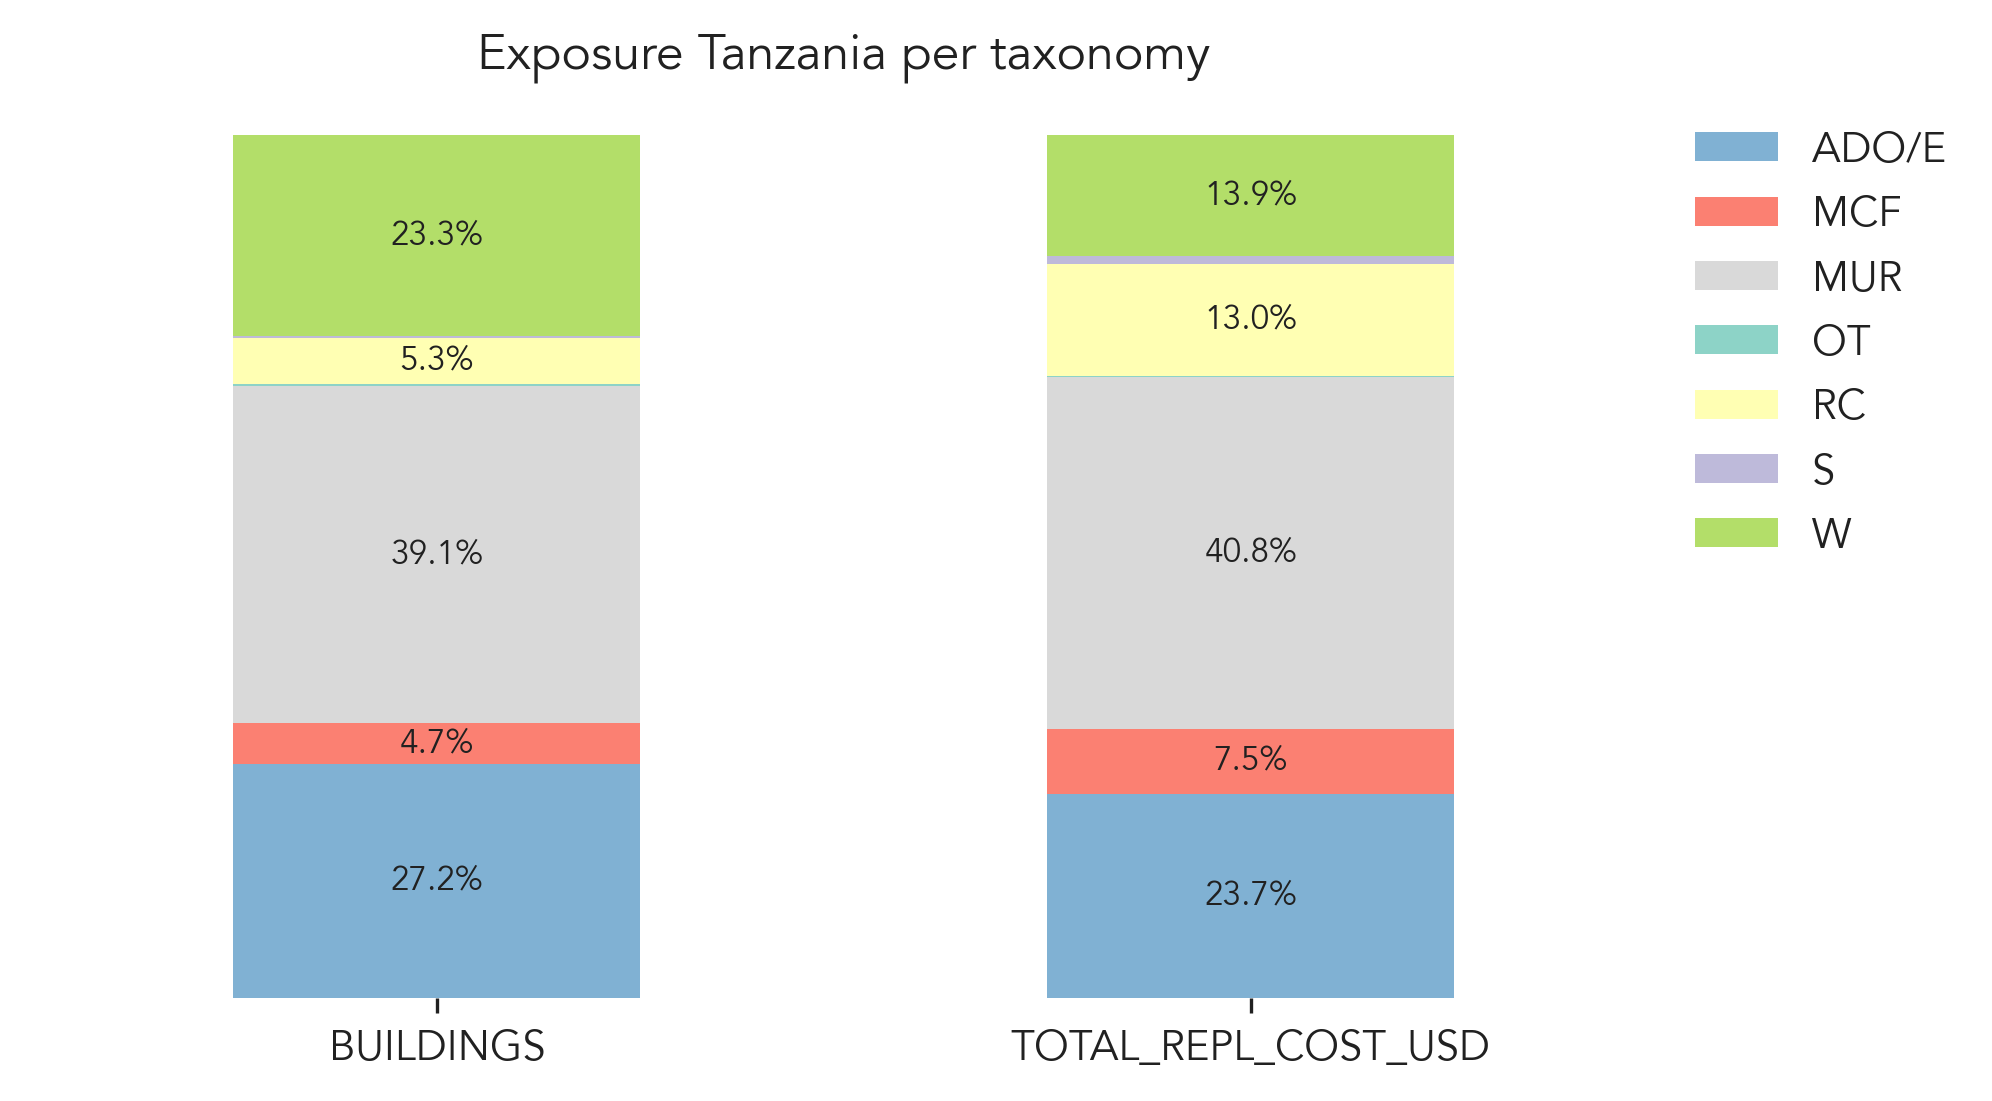 Exposure Tanzania per taxonomy
23.3%
5.3%
39.1%
4.7%
27.2%
BUILDINGS
13.9%
13.0%
40.8%
7.5%
23.7%
TOTAL_REPL_COST_USD
ADO/E
MCF
MUR
OT
RC
S
W